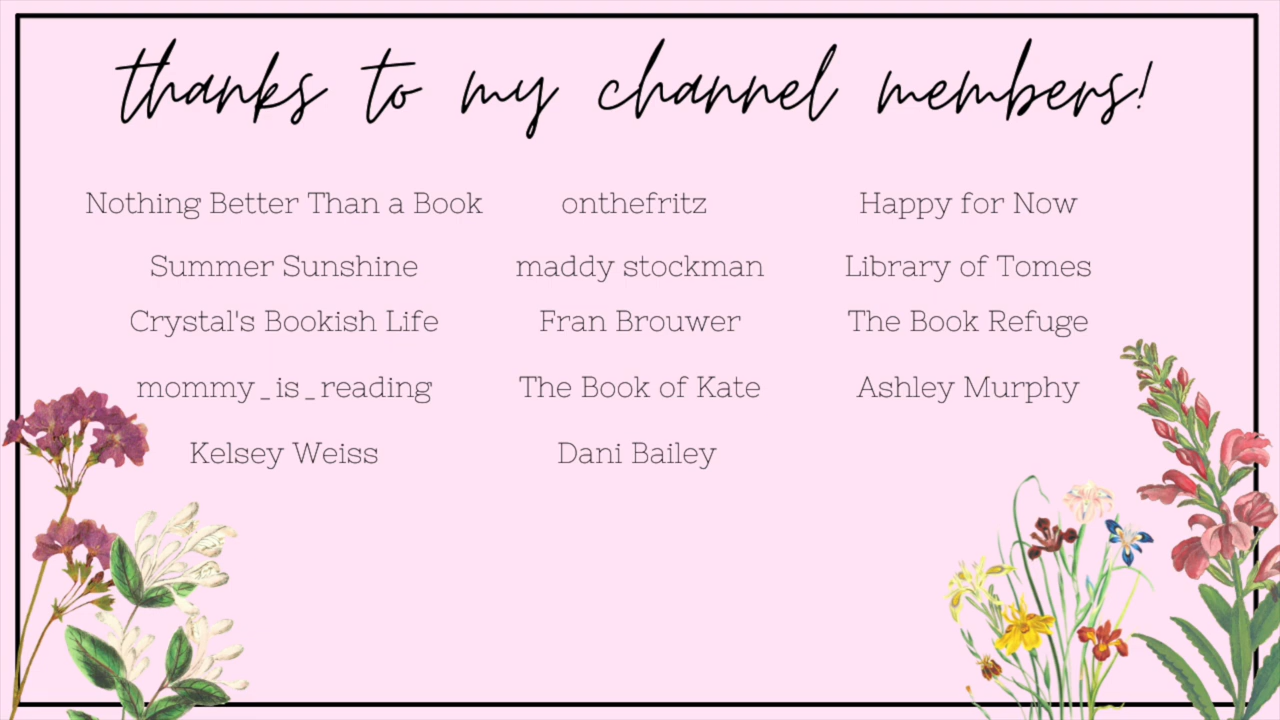 thanks to my channel members!
Nothing Better Than a Book onthefritz Happy for Now
Summer Sunshine maddy stockman Library of Tomes
Crystal's Bookish Life Fran Brouwer The Book Refuge
mommy_is_reading The Book of Kate Ashley Murphy
Kelsey Weiss Dani Bailey